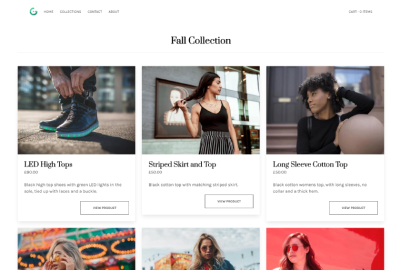 HOME COLLECTIONS CONTACT ABOUT
CART 0 ITEMS
Fall Collection
LED High Tops
$80.00
Black high top shoes with green LED lights in the
sole, tied up with laces and a buckle.
VIEW PRODUCT
Striped Skirt and Top
$50.00
Black cotton top with matching striped skirt.
VIEW PRODUCT
Long Sleeve Cotton Top
$50.00
Black cotton womens top, with long sleeves, no
collar and a thick hem.
VIEW PRODUCT